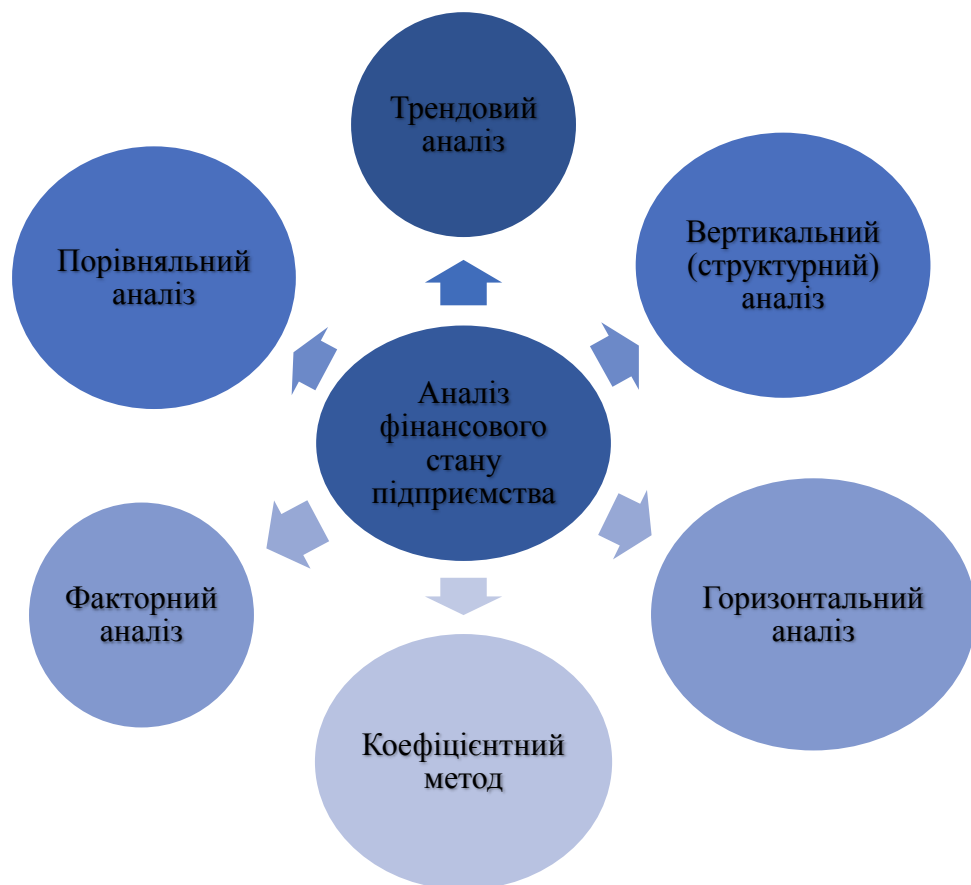 Трендовий
аналіз
Вертикальний
(структурний)
аналіз
Порівняльний
аналіз
Аналіз
фінансового
стану
підприємства
Факторний
аналіз
Горизонтальний
аналіз
Коефіцієнтний
метод